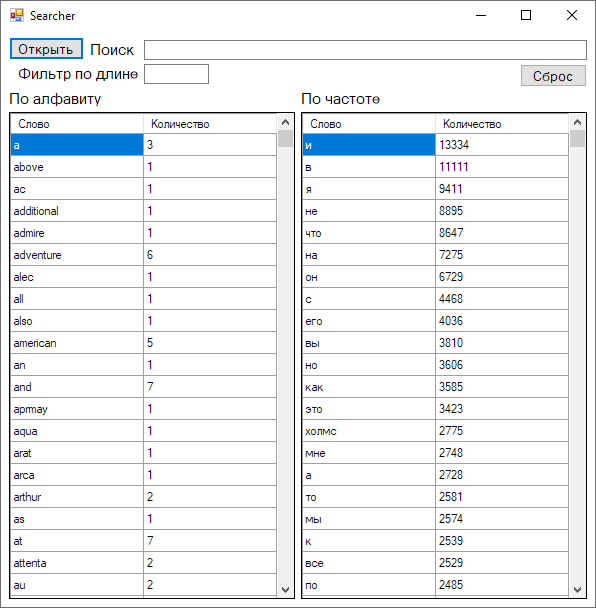 Searcher
Открыть Поиск
Фильтр по длине Сброс
По алфавиту По частоте
Слово Количество Слово Количество
a 3 и 13334
above 1 в 11111
ac 1 я 9411
additional 1 не 8895
admire 1 что 8647
adventure 6 на 7275
alec 1 он 6729
all 1 с 4468
also 1 его 4036
american 5 вы 3810
an 1 но 3606
and 7 как 3585
aprmay 1 это 3423
aqua 1 холмс 2775
arat 1 мне 2748
arca 1 а 2728
arthur 2 то 2581
as 1 мы 2574
at 7 к 2539
attenta 2 все 2529
au 2 по 2485